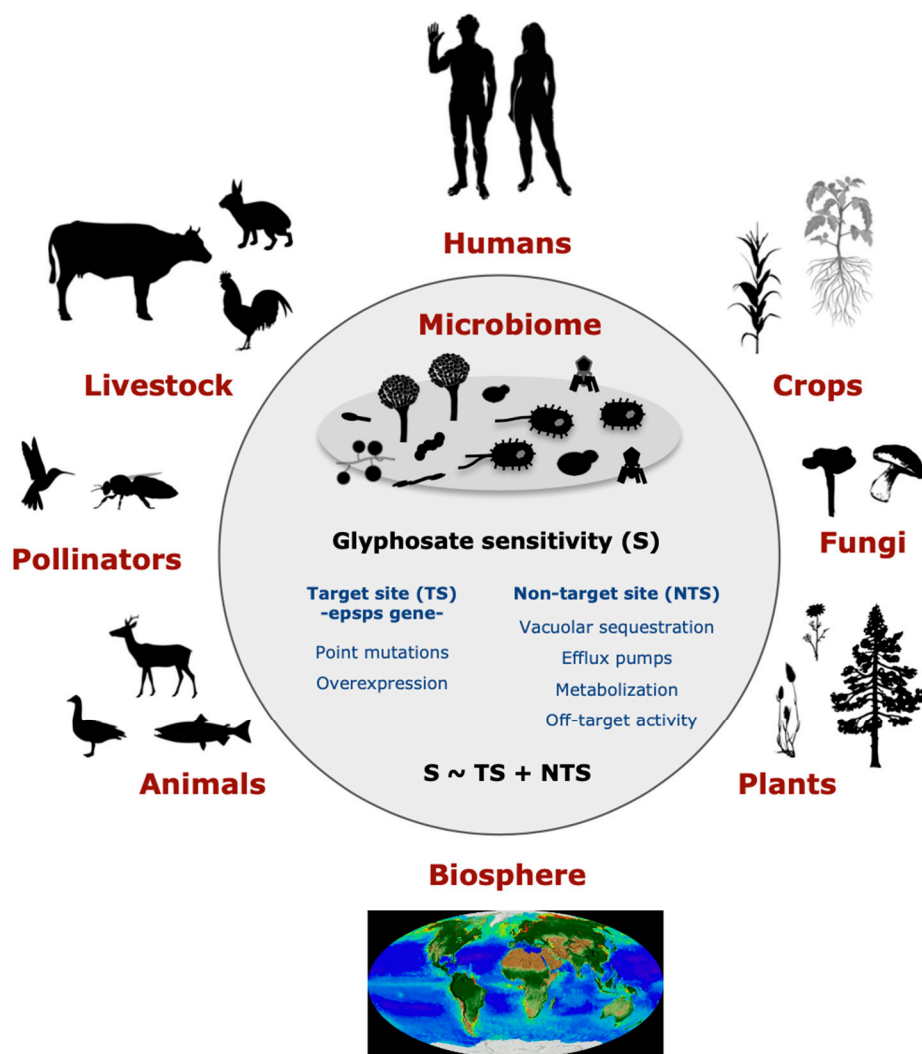 Humans
Microbiome
Livestock
Crops
Pollinators
Fungi
Glyphosate sensitivity (S)
Target site (TS)
-epsps gene-
Point mutations
Overexpression
Non-target site (NTS)
Vacuolar sequestration
Efflux pumps
Metabolization
Off-target activity
S ~ TS + NTS
Animals
Plants
Biosphere